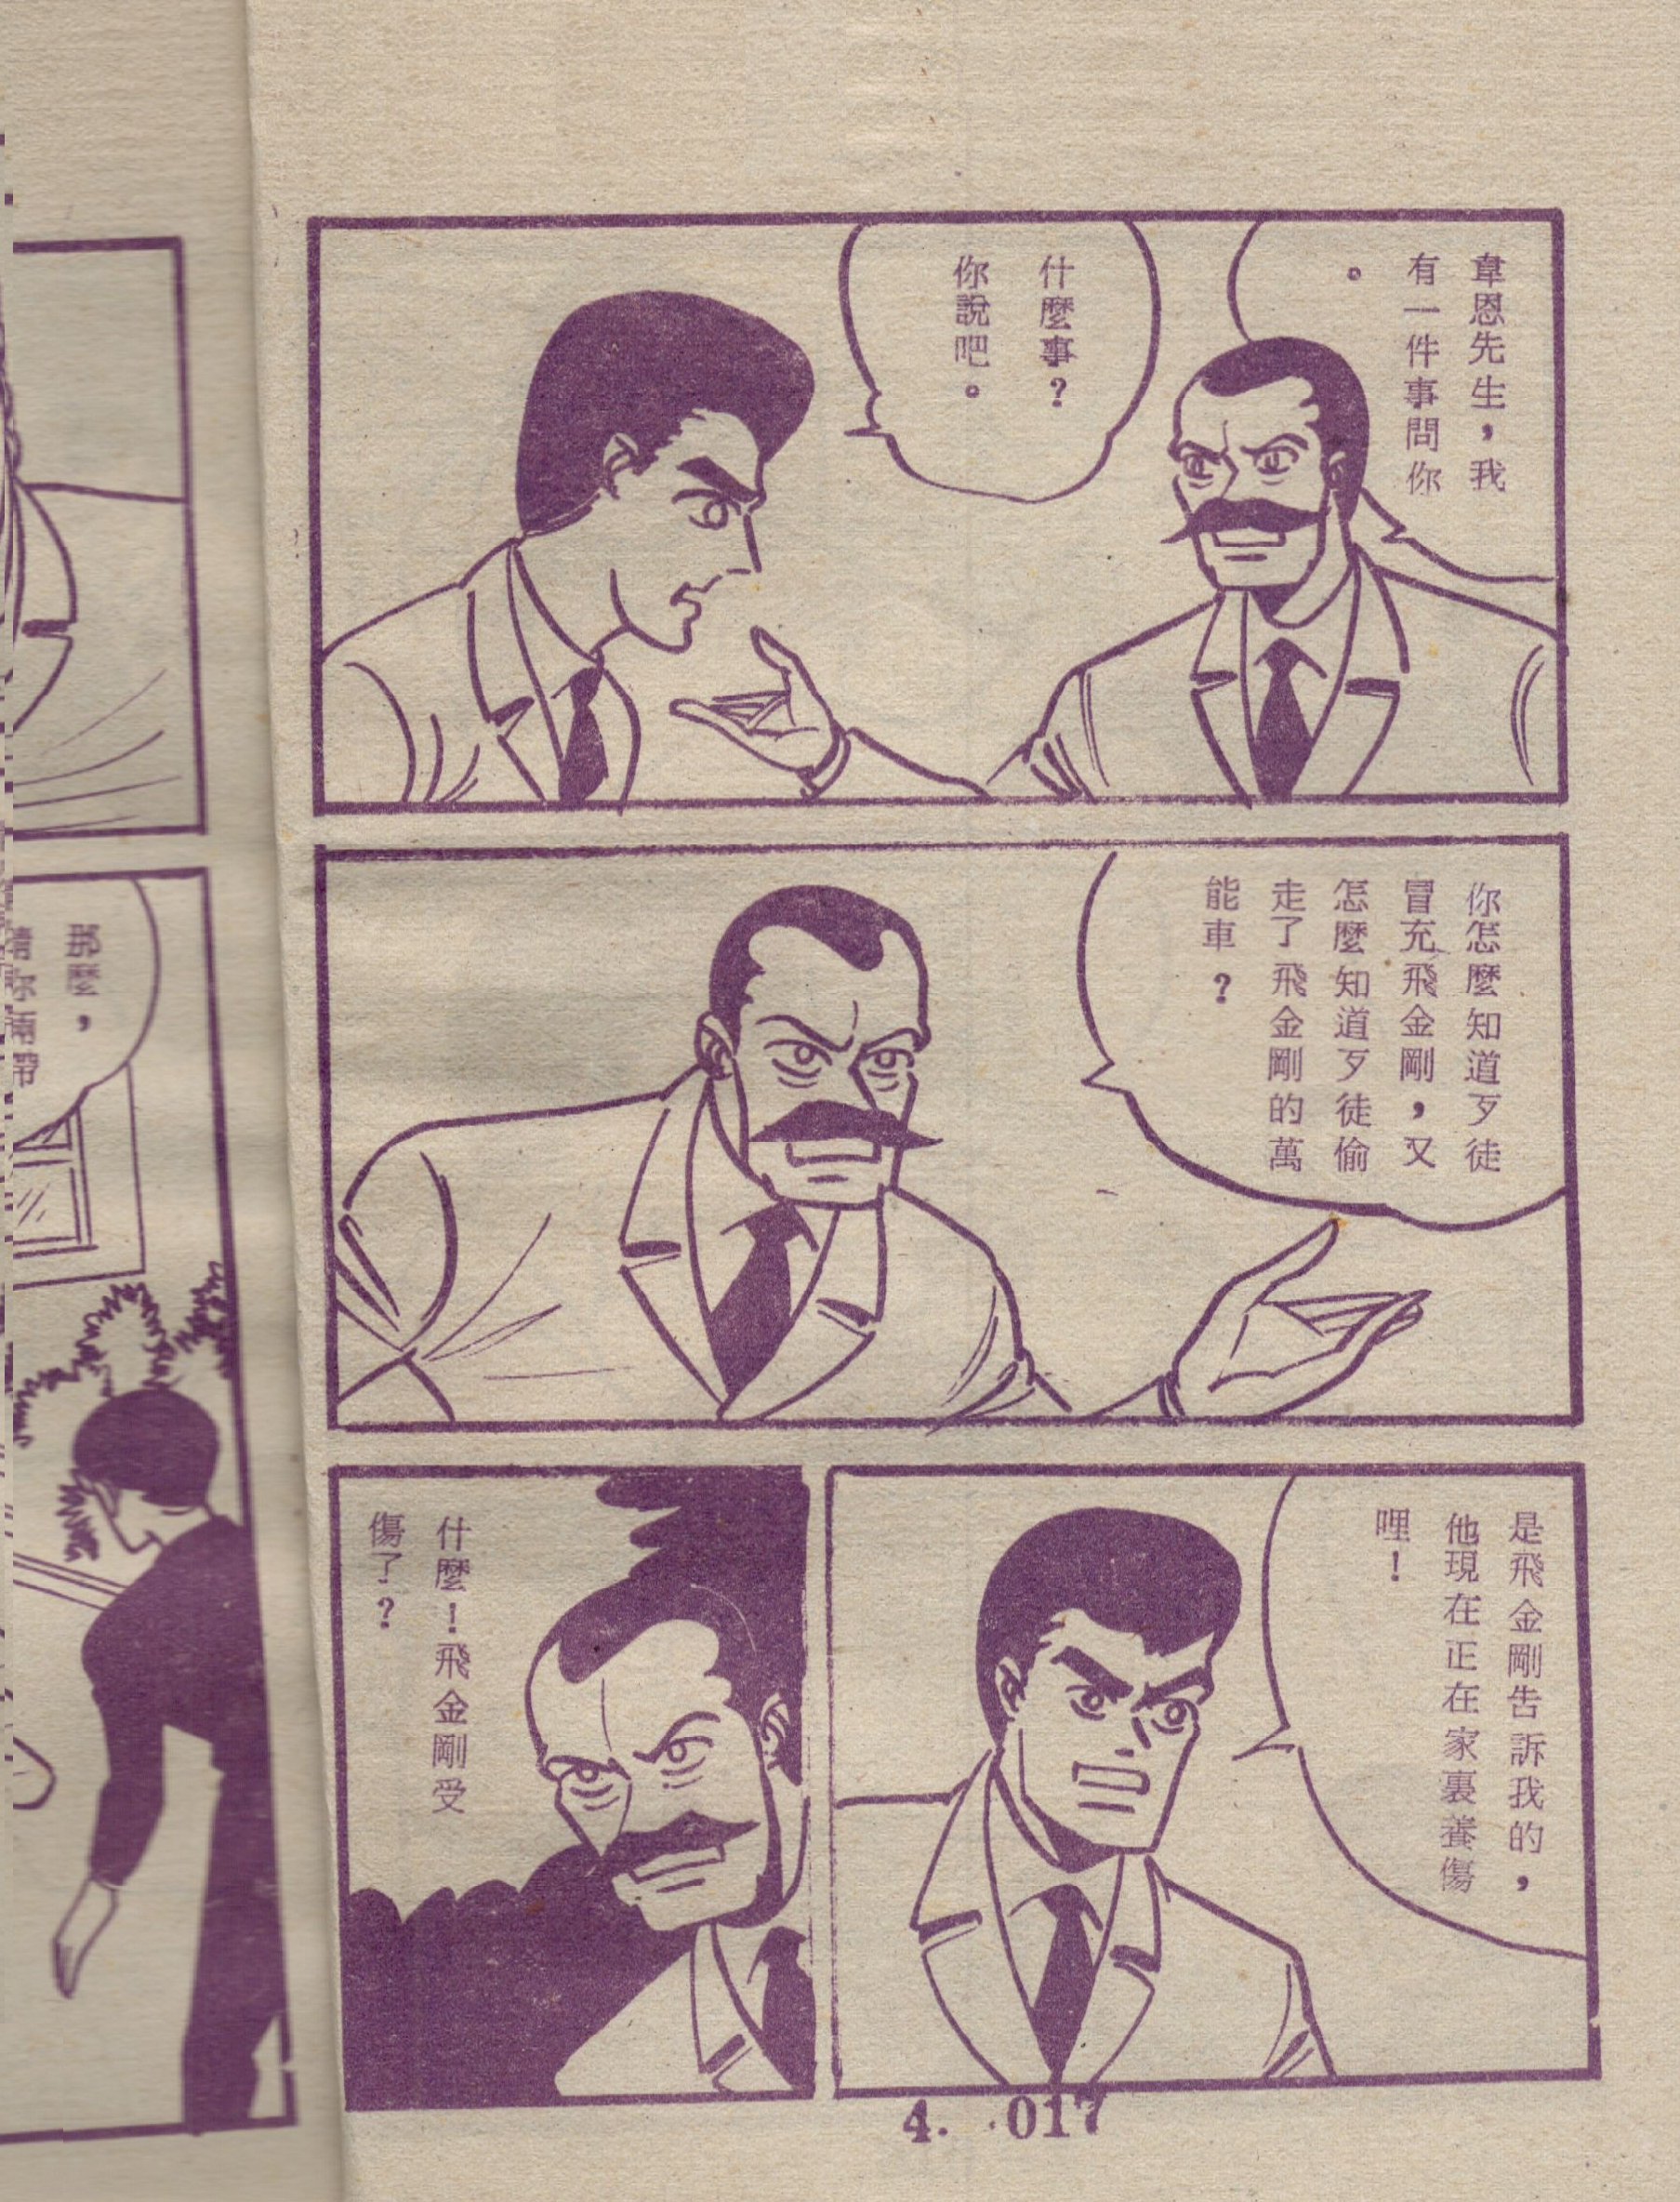 韋恩先生，我
有一件事問你
。
什麼事？
你說吧。
你怎麼知道歹徒
冒充飛金剛，又
怎麼知道歹徒偷
走了飛金剛的萬
能車？
是飛金剛告訴我的，
他現在正在家裏養傷
哩！
什麼！飛金剛受
傷了？
4. 017
那麼，